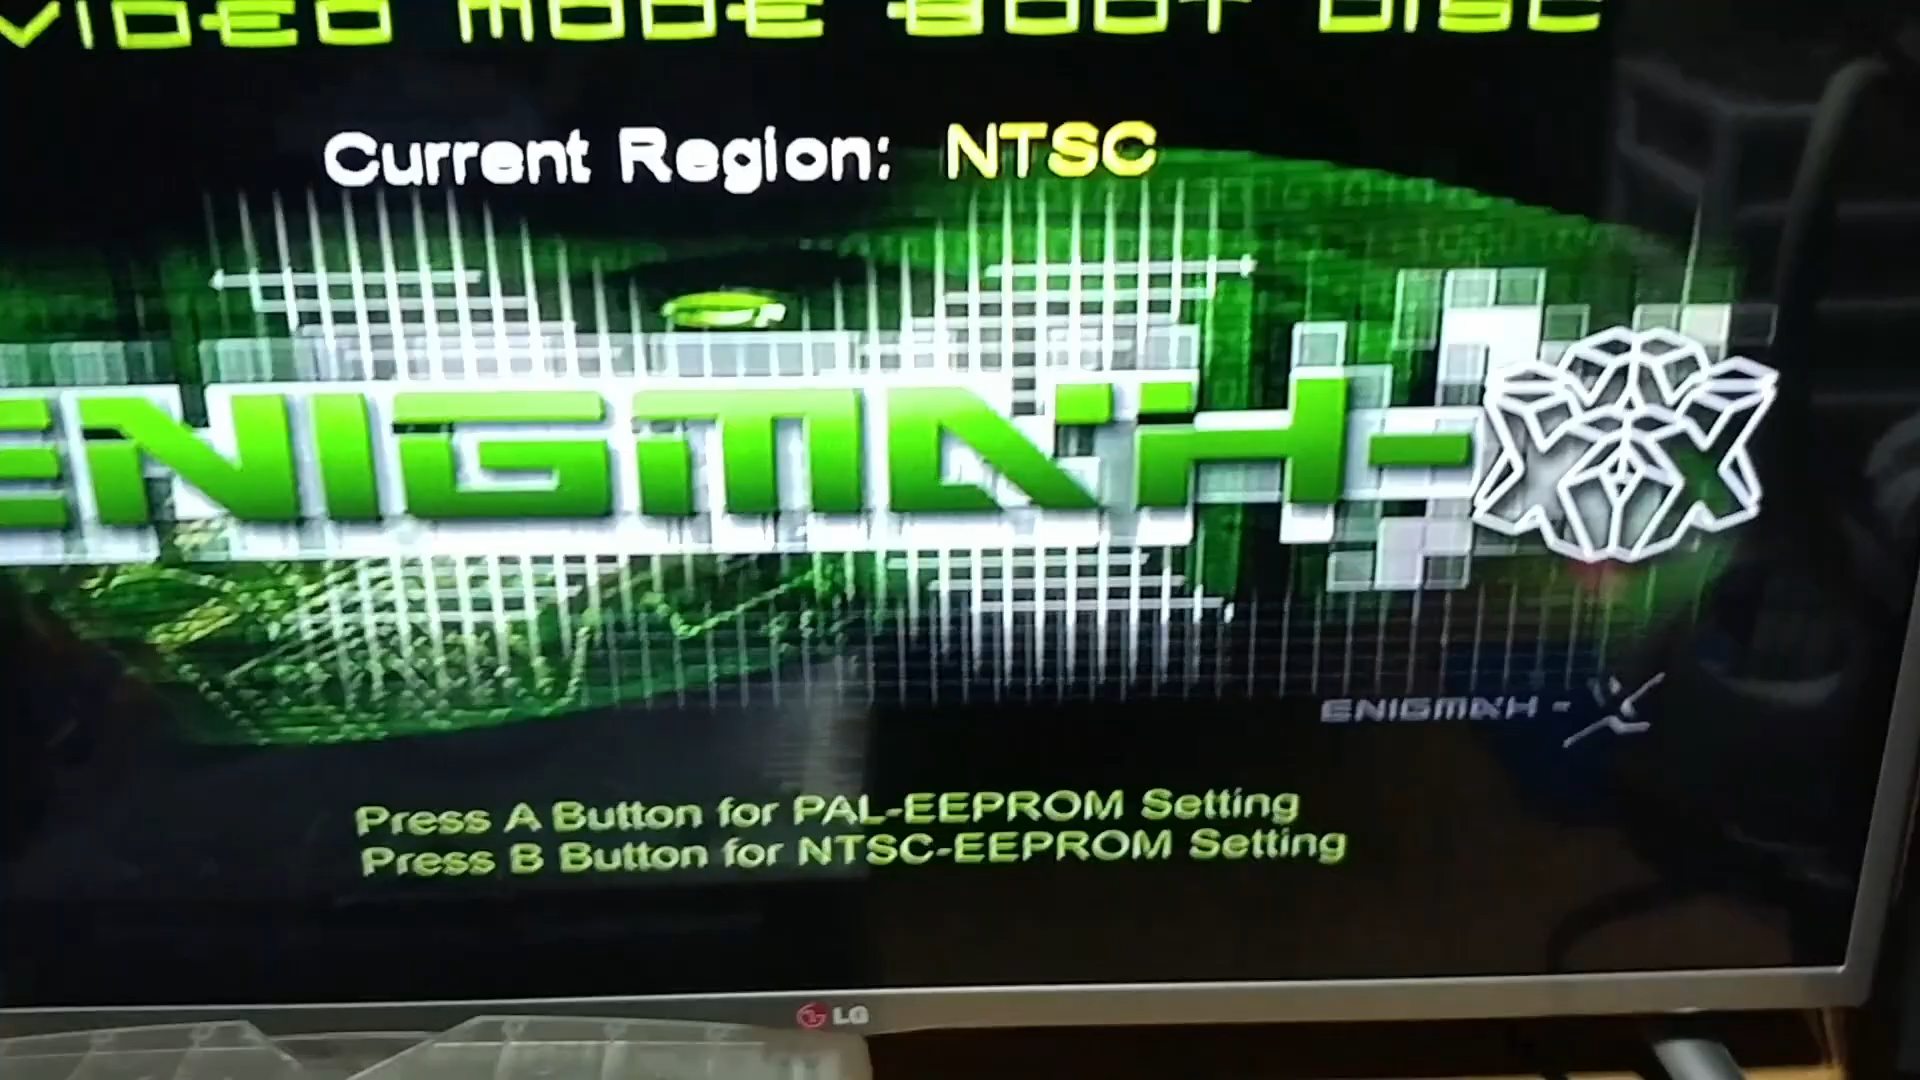 VIDEO MODE BOOT DISC
Current Region: NTSC
ENIGMAH-X
ENIGMAH-X
Press A Button for PAL-EEPROM Setting
Press B Button for NTSC-EEPROM Setting
LG